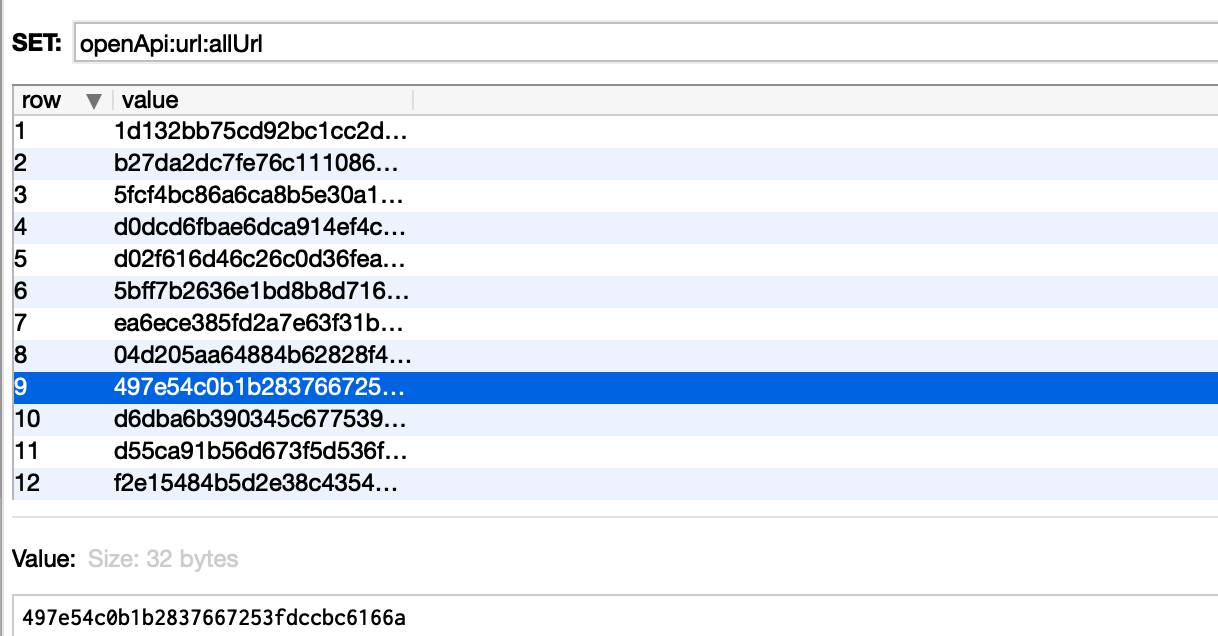 SET: openApi:url:allUrl
row ▼ value
1 1d132bb75cd92bc1cc2d...
2 b27da2dc7fe76c111086...
3 5fcf4bc86a6ca8b5e30a1...
4 d0dcd6fbae6dca914ef4c...
5 d02f616d46c26c0d36fea...
6 5bff7b2636e1bd8b8d716...
7 ea6ece385fd2a7e63f31b...
8 04d205aa64884b62828f4...
9 497e54c0b1b283766725...
10 d6dba6b390345c677539...
11 d55ca91b56d673f5d536f...
12 f2e15484b5d2e38c4354...
Value: Size: 32 bytes
497e54c0b1b2837667253fdccbc6166a